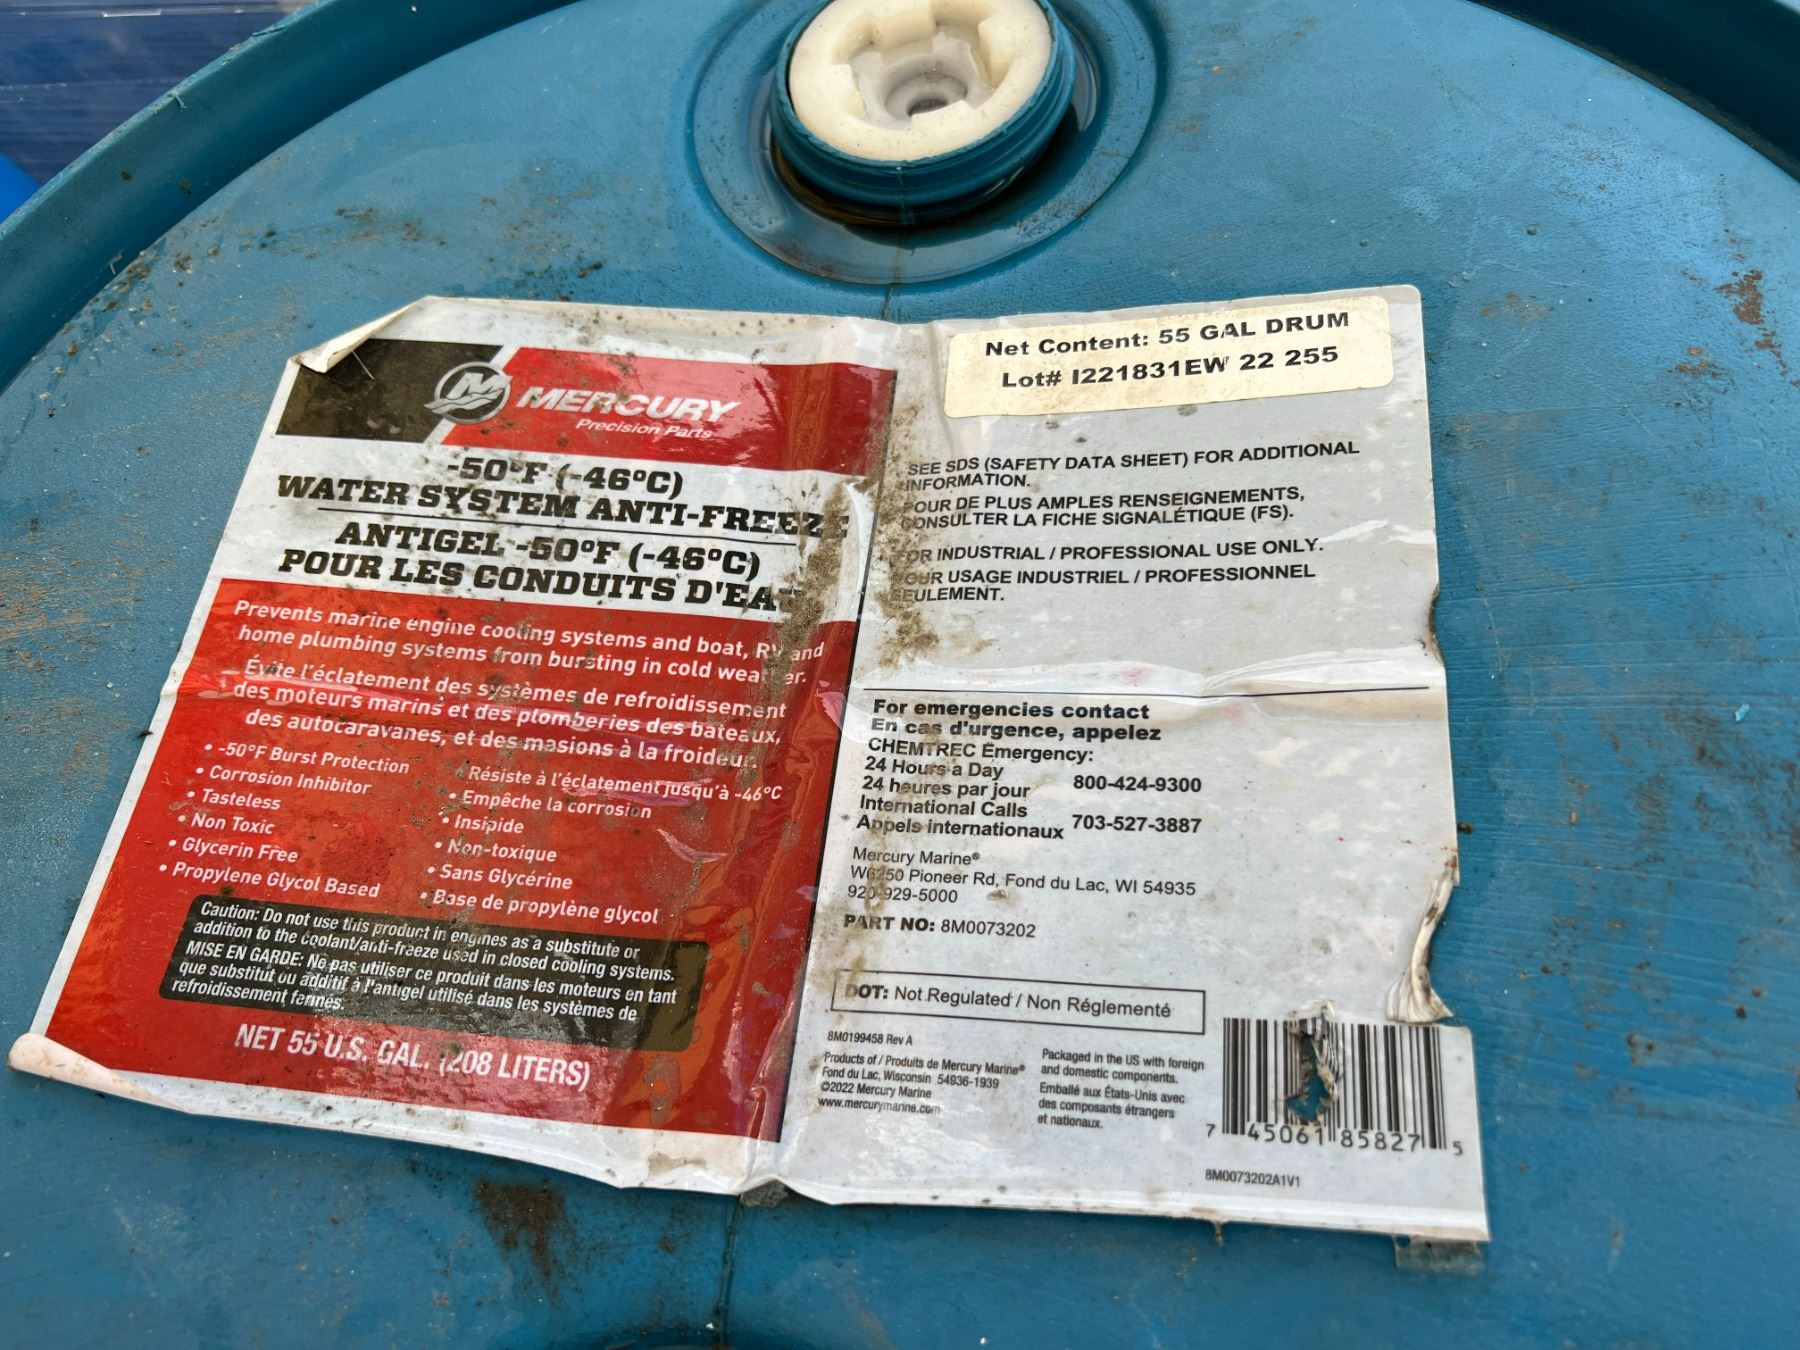 MERCURY
Precision Parts
-50°F (-46°C)
WATER SYSTEM ANTI-FREEZE
ANTIGEL -50°F (-46°C)
POUR LES CONDUITS D'EAU
Prevents marine engine cooling systems and boat, RV and
home plumbing systems from bursting in cold weather.
Évite l'éclatement des systèmes de refroidissement
des moteurs marins et des plomberies des bateaux,
des autocaravanes, et des masions à la froideur.
• -50°F Burst Protection
• Corrosion Inhibitor
• Tasteless
• Non Toxic
• Glycerin Free
• Propylene Glycol Based
• Résiste à l'éclatement jusqu'à -46°C
• Empêche la corrosion
• Insipide
• Non-toxique
• Sans Glycérine
• Base de propylène glycol
Caution: Do not use this product in engines as a substitute or
addition to the coolant/anti-freeze used in closed cooling systems.
MISE EN GARDE: Ne pas utiliser ce produit dans les moteurs en tant
que substitut ou additif à l'antigel utilisé dans les systèmes de
refroidissement fermés.
NET 55 U.S. GAL. (208 LITERS)
Net Content: 55 GAL DRUM
Lot# I221831EW 22 255
SEE SDS (SAFETY DATA SHEET) FOR ADDITIONAL
INFORMATION.
POUR DE PLUS AMPLES RENSEIGNEMENTS,
CONSULTER LA FICHE SIGNALÉTIQUE (FS).
FOR INDUSTRIAL / PROFESSIONAL USE ONLY.
POUR USAGE INDUSTRIEL / PROFESSIONNEL
SEULEMENT.
For emergencies contact
En cas d'urgence, appelez
CHEMTREC Emergency:
24 Hours a Day
24 heures par jour 800-424-9300
International Calls
Appels internationaux 703-527-3887
Mercury Marine®
W6250 Pioneer Rd, Fond du Lac, WI 54935
920-929-5000
PART NO: 8M0073202
DOT: Not Regulated / Non Réglementé
8M0199458 Rev A
Products of / Produits de Mercury Marine®
Fond du Lac, Wisconsin 54936-1939
©2022 Mercury Marine
www.mercurymarine.com
Packaged in the US with foreign
and domestic components.
Emballé aux États-Unis avec
des composants étrangers
et nationaux.
7 45061 85827 5
8M0073202A1V1